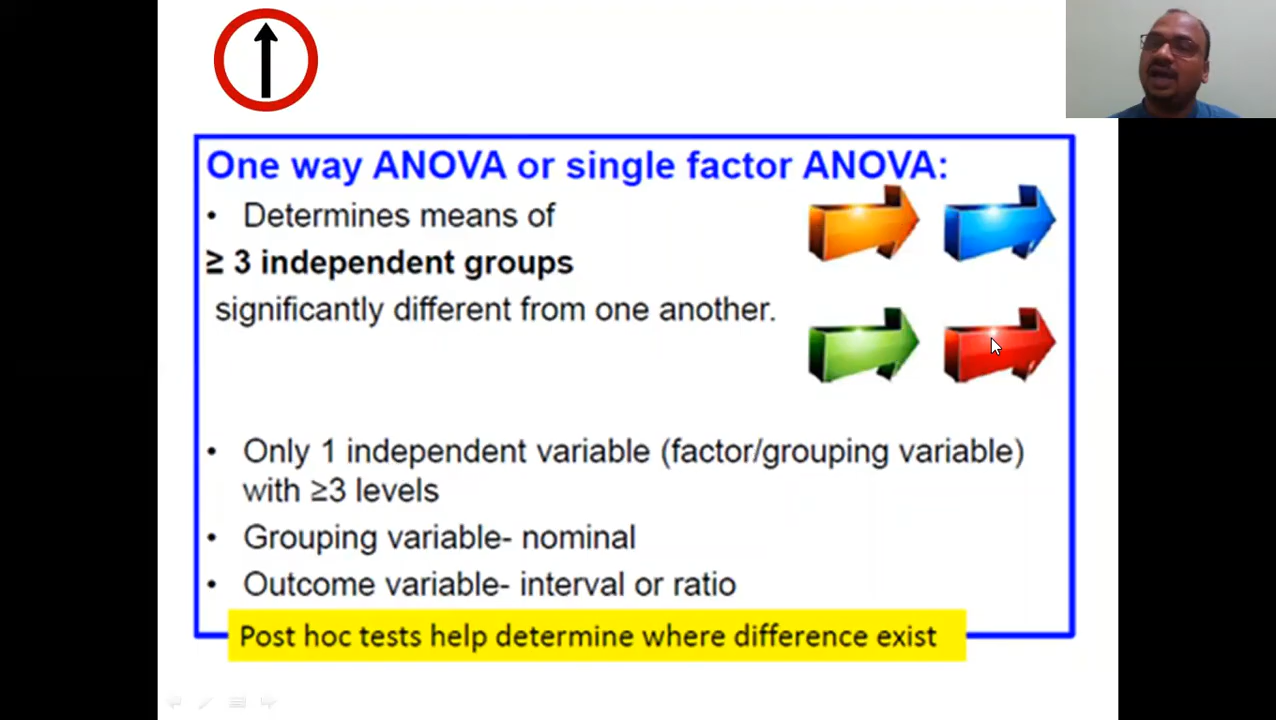 One way ANOVA or single factor ANOVA:
• Determines means of
≥ 3 independent groups
significantly different from one another.
• Only 1 independent variable (factor/grouping variable)
with ≥3 levels
• Grouping variable- nominal
• Outcome variable- interval or ratio
Post hoc tests help determine where difference exist